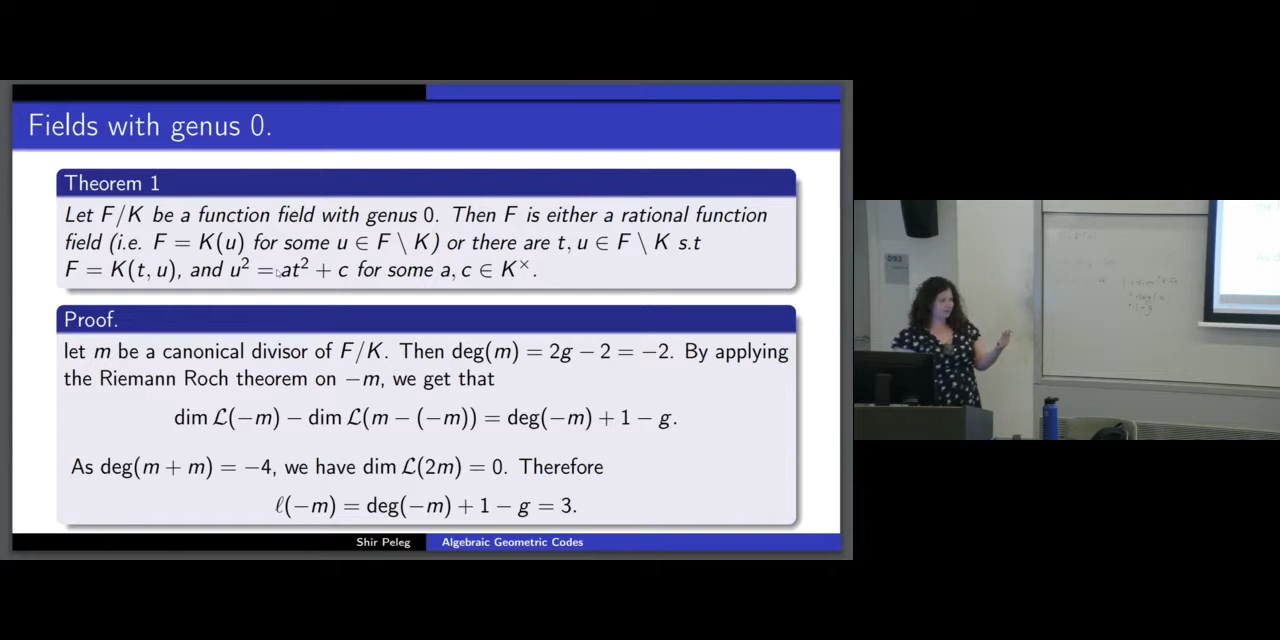 Fields with genus 0.
Theorem 1
Let F/K be a function field with genus 0. Then F is either a rational function
field (i.e. F = K(u) for some u ∈ F \ K) or there are t, u ∈ F \ K s.t
F = K(t, u), and u² = at² + c for some a, c ∈ K×.
Proof.
let m be a canonical divisor of F/K. Then deg(m) = 2g − 2 = −2. By applying
the Riemann Roch theorem on −m, we get that
dim L(−m) − dim L(m − (−m)) = deg(−m) + 1 − g.
As deg(m + m) = −4, we have dim L(2m) = 0. Therefore
ℓ(−m) = deg(−m) + 1 − g = 3.
Shir Peleg
Algebraic Geometric Codes